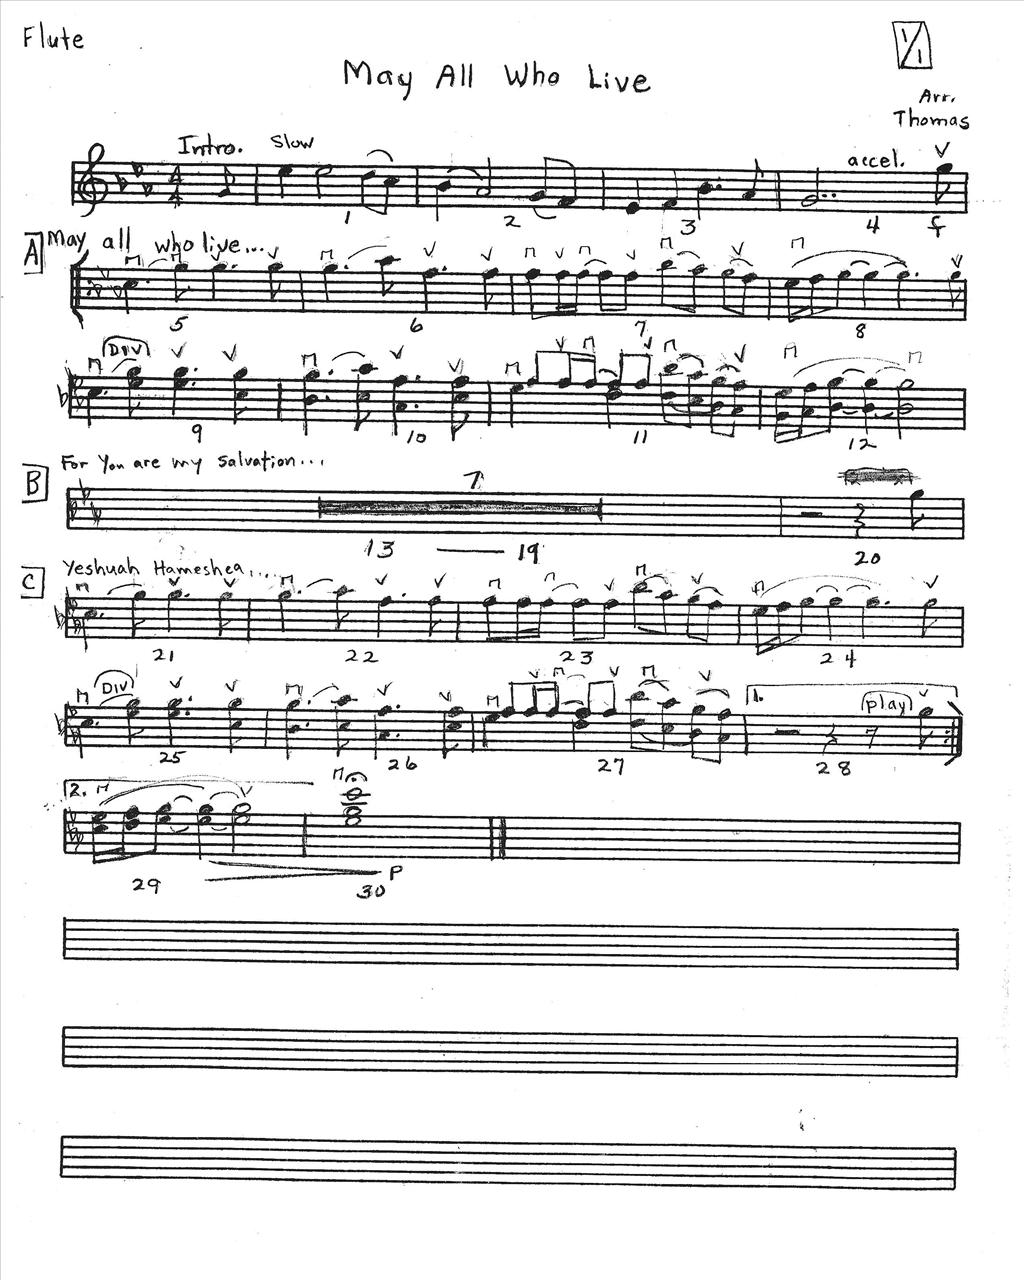 Flute
1/1
May All Who Live
Arr.
Thomas
Intro. Slow accel.
4
4
1 2 3 4 f
A May all who live...
5 6 7 8
Div
9 10 11 12
B For You are my salvation...
7
13 — 19 20
C Yeshuah Hameshea....
21 22 23 24
Div 1. play
25 26 27 28
2.
P
29 30